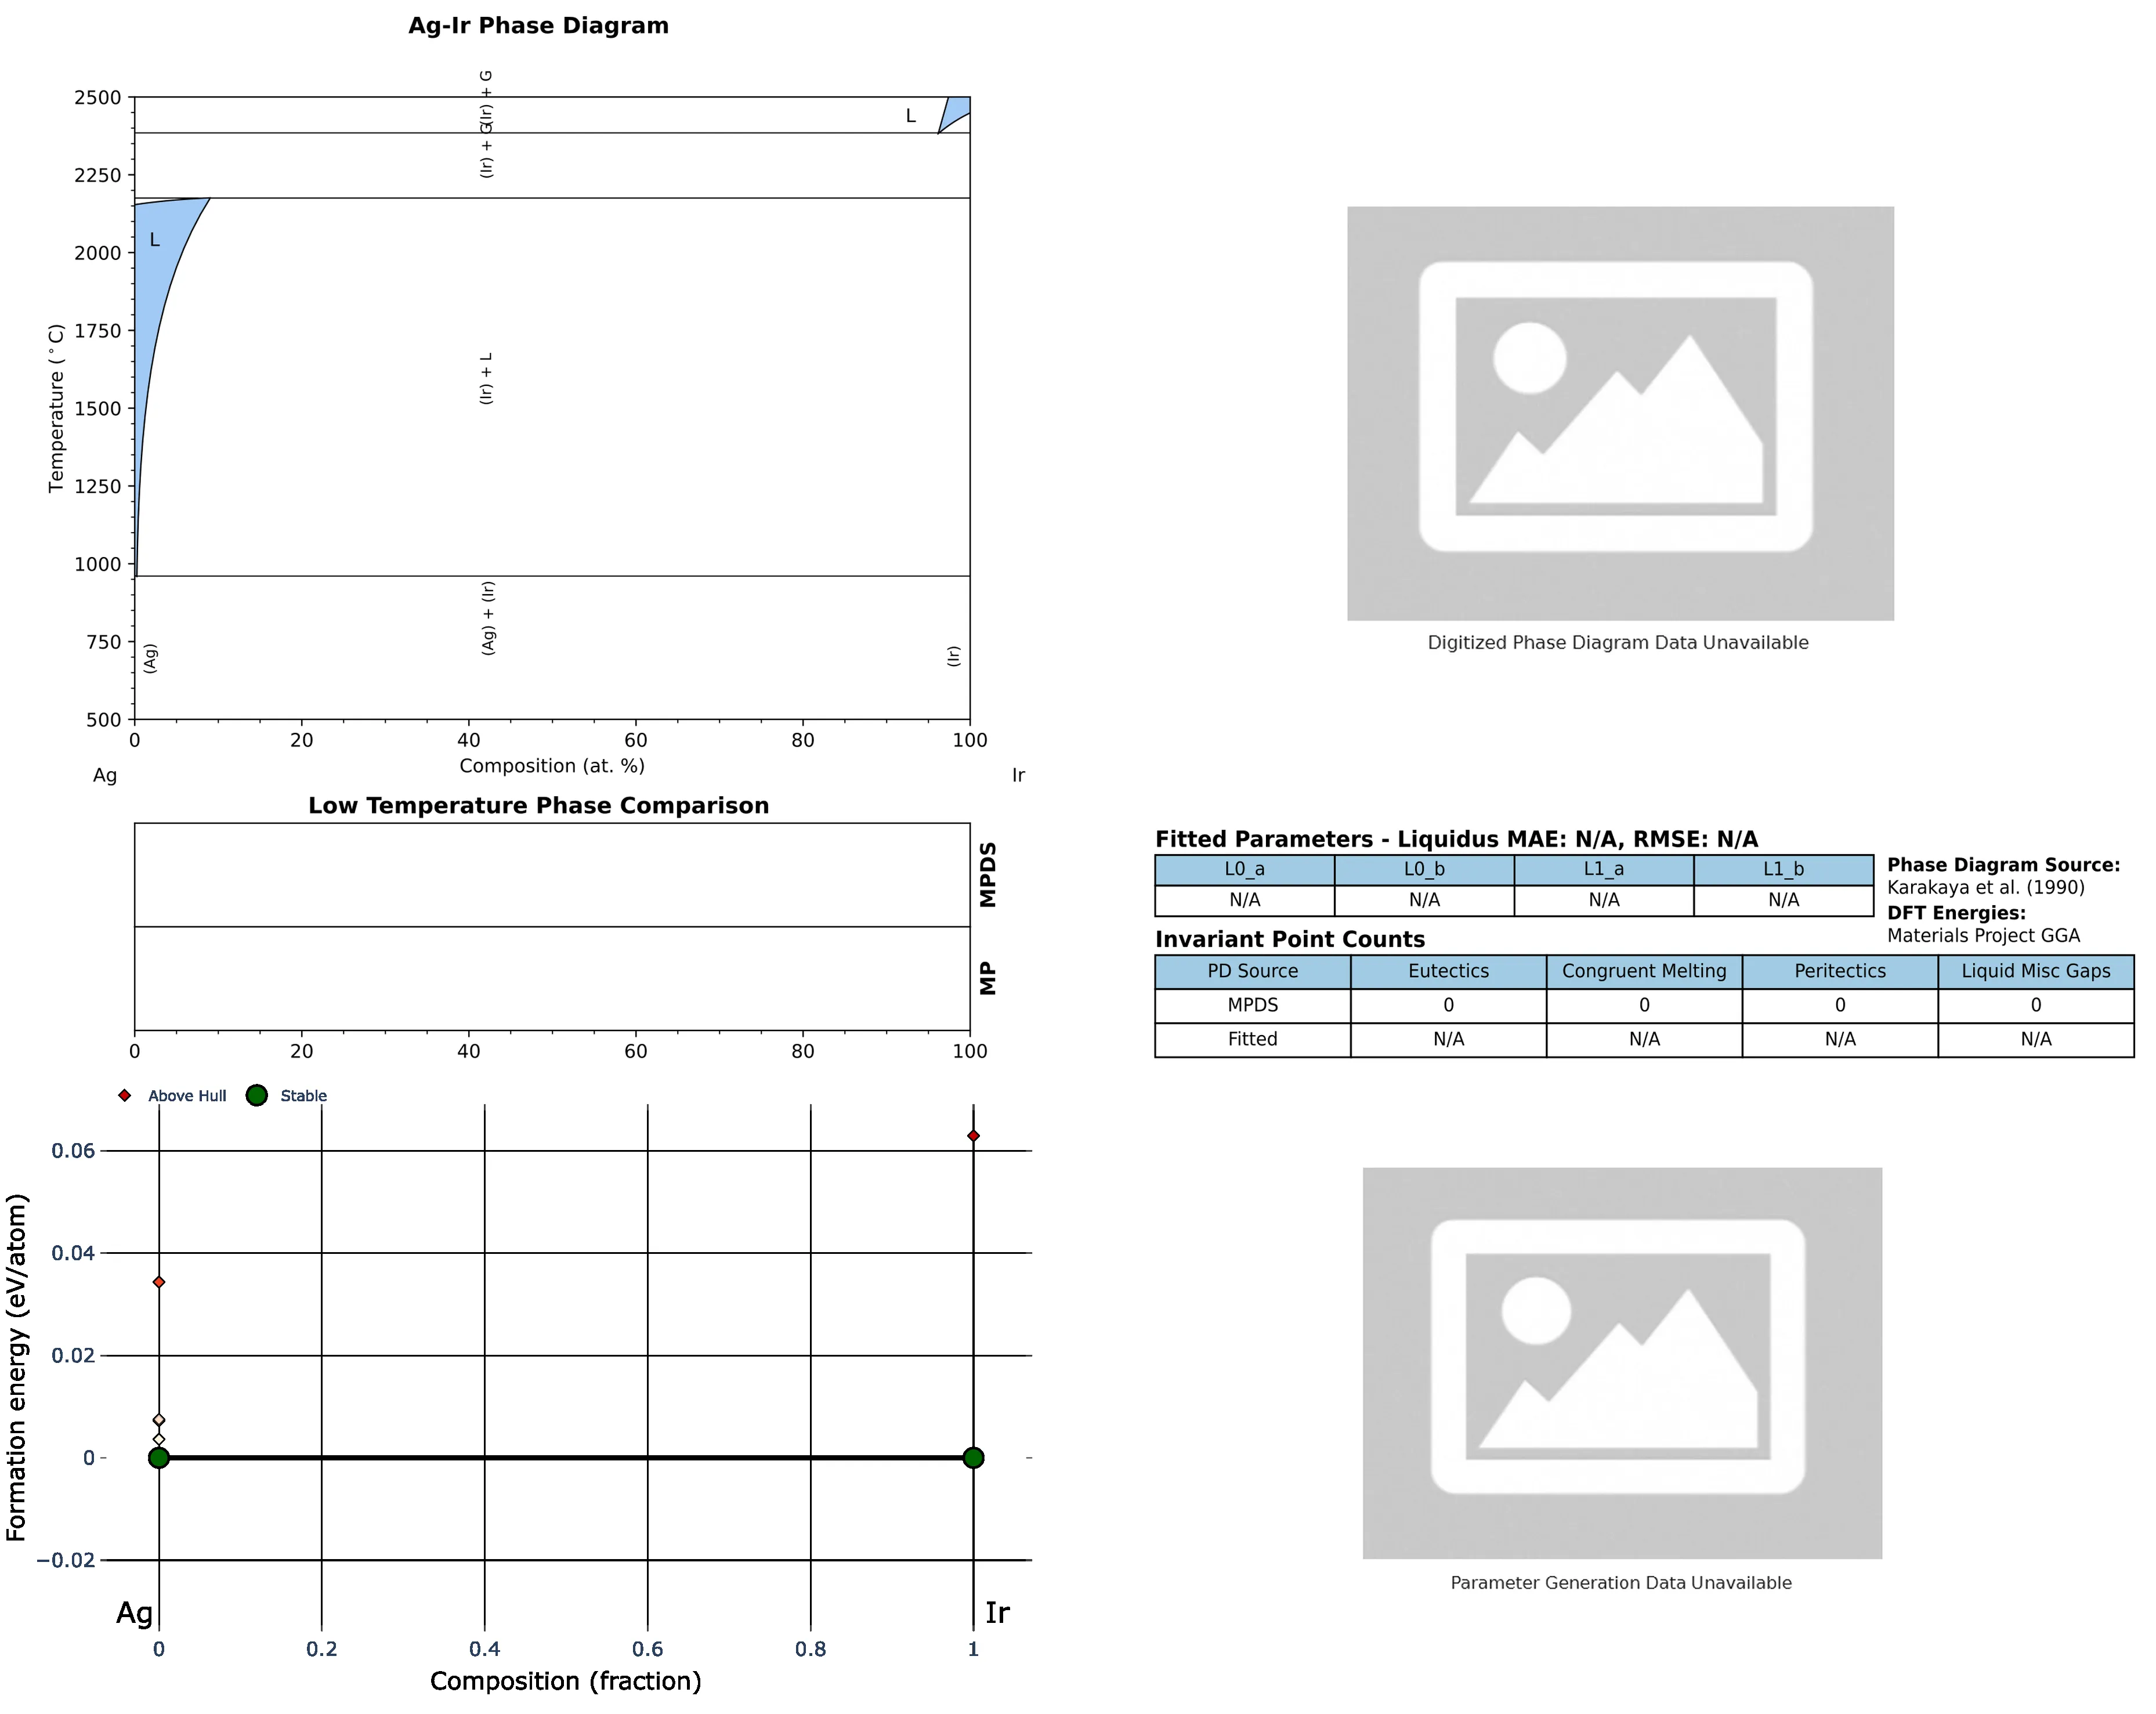 Ag-Ir Phase Diagram
(Ir) + G
2500
L
(Ir) + G
2250
2000
L
1750
(Ir) + L
1500
1250
1000
(Ag) + (Ir)
750
(Ag)
(Ir)
500
Temperature (°C)
0 20 40 60 80 100
Composition (at. %)
Ag Ir
Digitized Phase Diagram Data Unavailable
Low Temperature Phase Comparison
MPDS
MP
0 20 40 60 80 100
Fitted Parameters - Liquidus MAE: N/A, RMSE: N/A
L0_a L0_b L1_a L1_b
N/A N/A N/A N/A
Phase Diagram Source:
Karakaya et al. (1990)
DFT Energies:
Materials Project GGA
Invariant Point Counts
PD Source Eutectics Congruent Melting Peritectics Liquid Misc Gaps
MPDS 0 0 0 0
Fitted N/A N/A N/A N/A
Above Hull Stable
0.06
0.04
0.02
0
−0.02
Formation energy (eV/atom)
Ag Ir
0 0.2 0.4 0.6 0.8 1
Composition (fraction)
Parameter Generation Data Unavailable